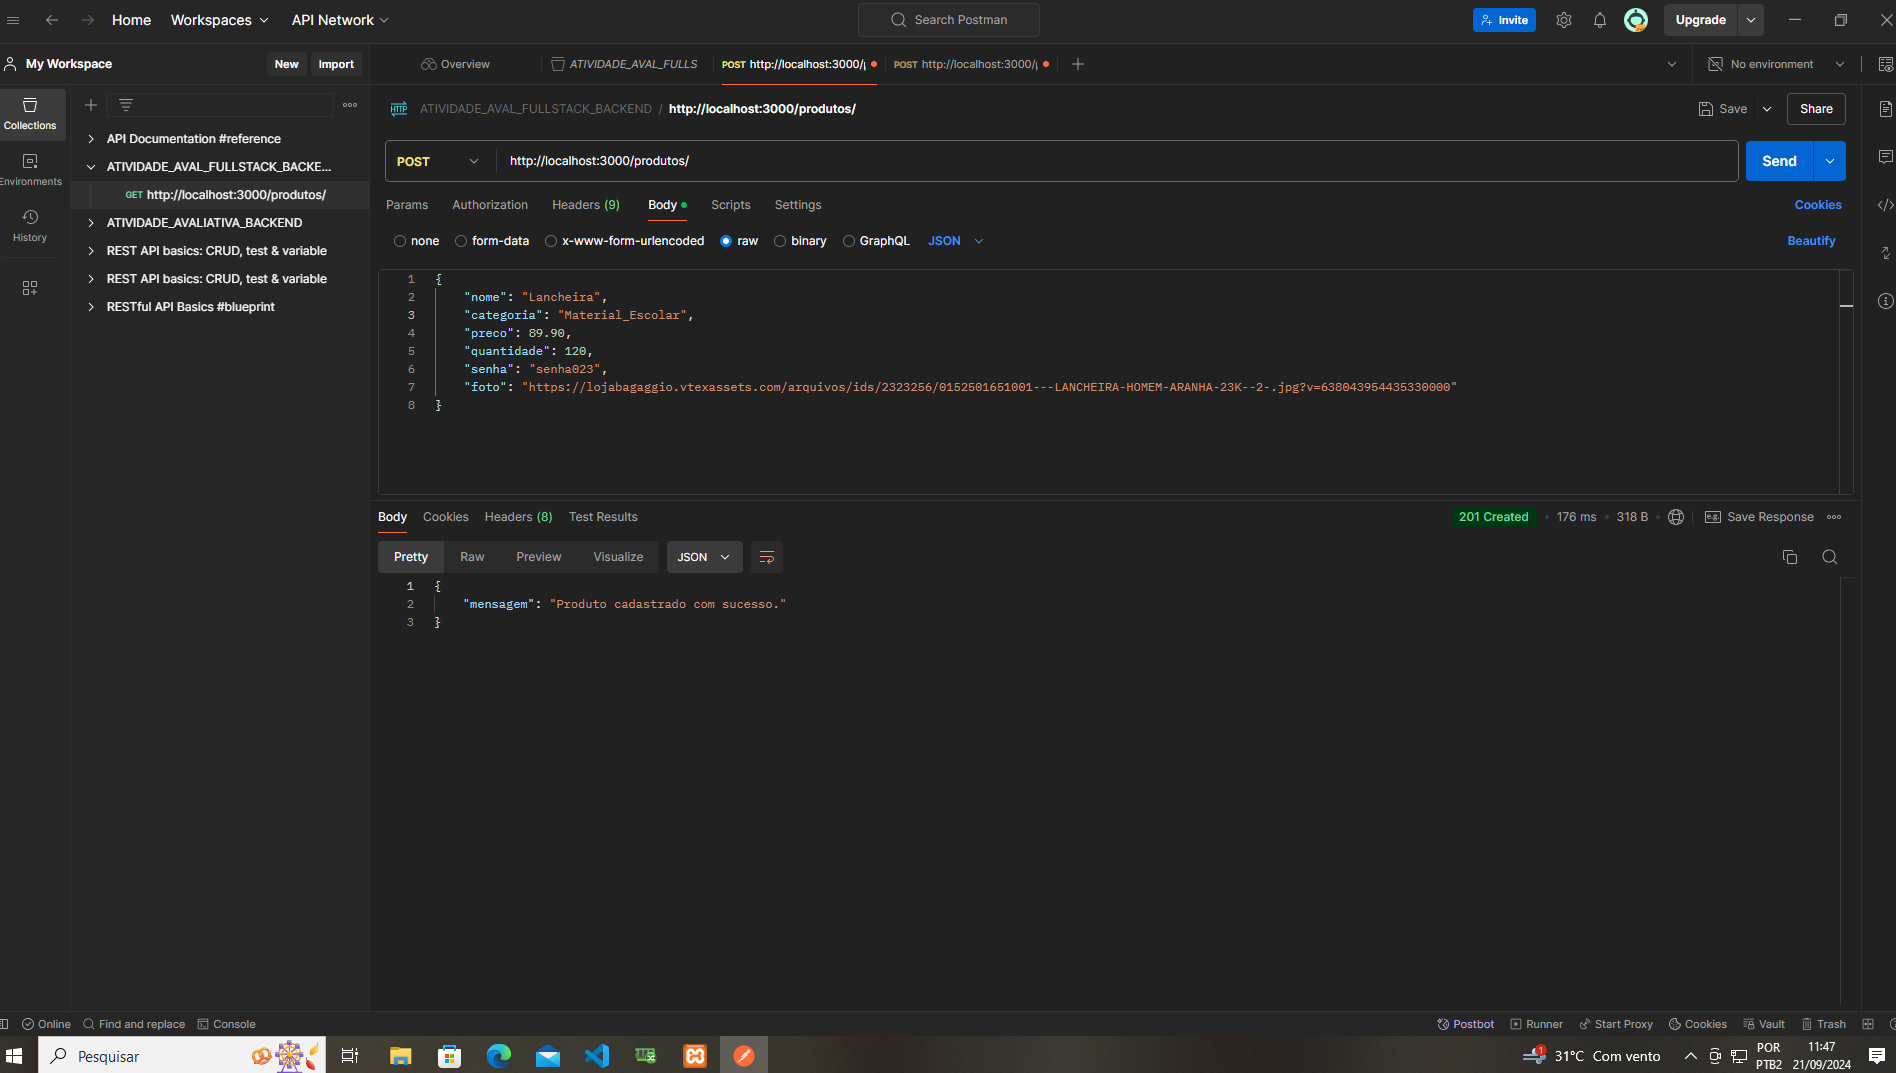 Home
Workspaces
API Network
Search Postman
Invite
Upgrade
My Workspace
New
Import
Overview
ATIVIDADE_AVAL_FULLS
POST http://localhost:3000/p
POST http://localhost:3000/p
No environment
Collections
Environments
History
API Documentation #reference
ATIVIDADE_AVAL_FULLSTACK_BACKE...
GET http://localhost:3000/produtos/
ATIVIDADE_AVALIATIVA_BACKEND
REST API basics: CRUD, test & variable
REST API basics: CRUD, test & variable
RESTful API Basics #blueprint
HTTP ATIVIDADE_AVAL_FULLSTACK_BACKEND / http://localhost:3000/produtos/
Save
Share
POST
http://localhost:3000/produtos/
Send
Params
Authorization
Headers (9)
Body
Scripts
Settings
Cookies
none
form-data
x-www-form-urlencoded
raw
binary
GraphQL
JSON
Beautify
1 {
2 "nome": "Lancheira",
3 "categoria": "Material_Escolar",
4 "preco": 89.90,
5 "quantidade": 120,
6 "senha": "senha023",
7 "foto": "https://lojabagaggio.vtexassets.com/arquivos/ids/2323256/0152501651001---LANCHEIRA-HOMEM-ARANHA-23K--2-.jpg?v=638043954435330000"
8 }
Body
Cookies
Headers (8)
Test Results
201 Created
176 ms
318 B
e.g.
Save Response
Pretty
Raw
Preview
Visualize
JSON
1 {
2 "mensagem": "Produto cadastrado com sucesso."
3 }
Online
Find and replace
Console
Postbot
Runner
Start Proxy
Cookies
Vault
Trash
Pesquisar
1
31°C Com vento
POR
PTB2
11:47
21/09/2024